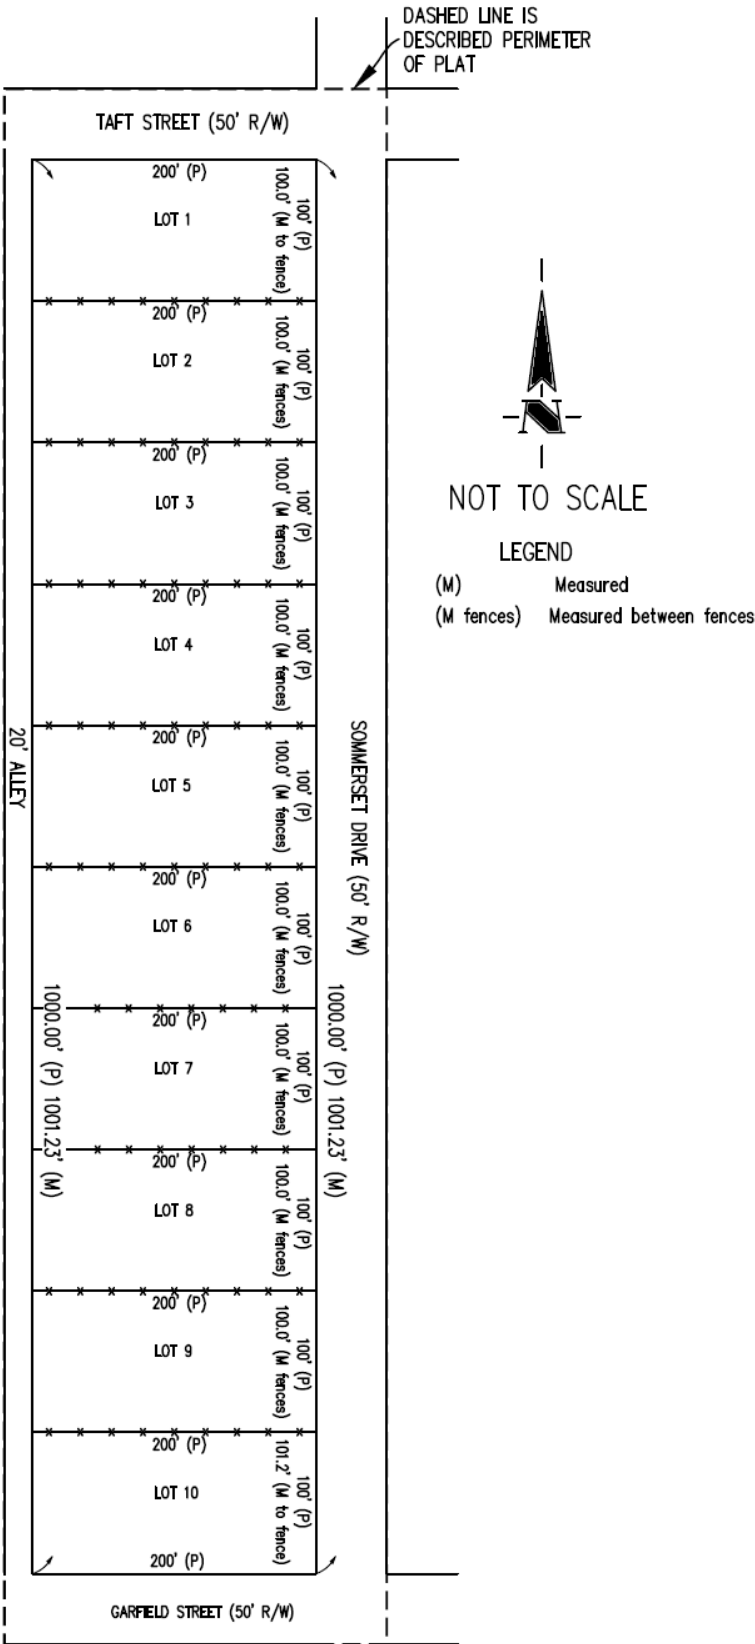 DASHED LINE IS
DESCRIBED PERIMETER
OF PLAT
TAFT STREET (50' R/W)
200' (P)
LOT 1
100' (P)
100.0' (M to fence)
200' (P)
LOT 2
100' (P)
100.0' (M fences)
200' (P)
LOT 3
100' (P)
100.0' (M fences)
200' (P)
LOT 4
100' (P)
100.0' (M fences)
200' (P)
LOT 5
100' (P)
100.0' (M fences)
200' (P)
LOT 6
100' (P)
100.0' (M fences)
200' (P)
LOT 7
100' (P)
100.0' (M fences)
200' (P)
LOT 8
100' (P)
100.0' (M fences)
200' (P)
LOT 9
100' (P)
100.0' (M fences)
200' (P)
LOT 10
100' (P)
101.2' (M to fence)
200' (P)
GARFIELD STREET (50' R/W)
20' ALLEY
1000.00' (P) 1001.23' (M)
1000.00' (P) 1001.23' (M)
SOMMERSET DRIVE (50' R/W)
N
NOT TO SCALE
LEGEND
(M) Measured
(M fences) Measured between fences